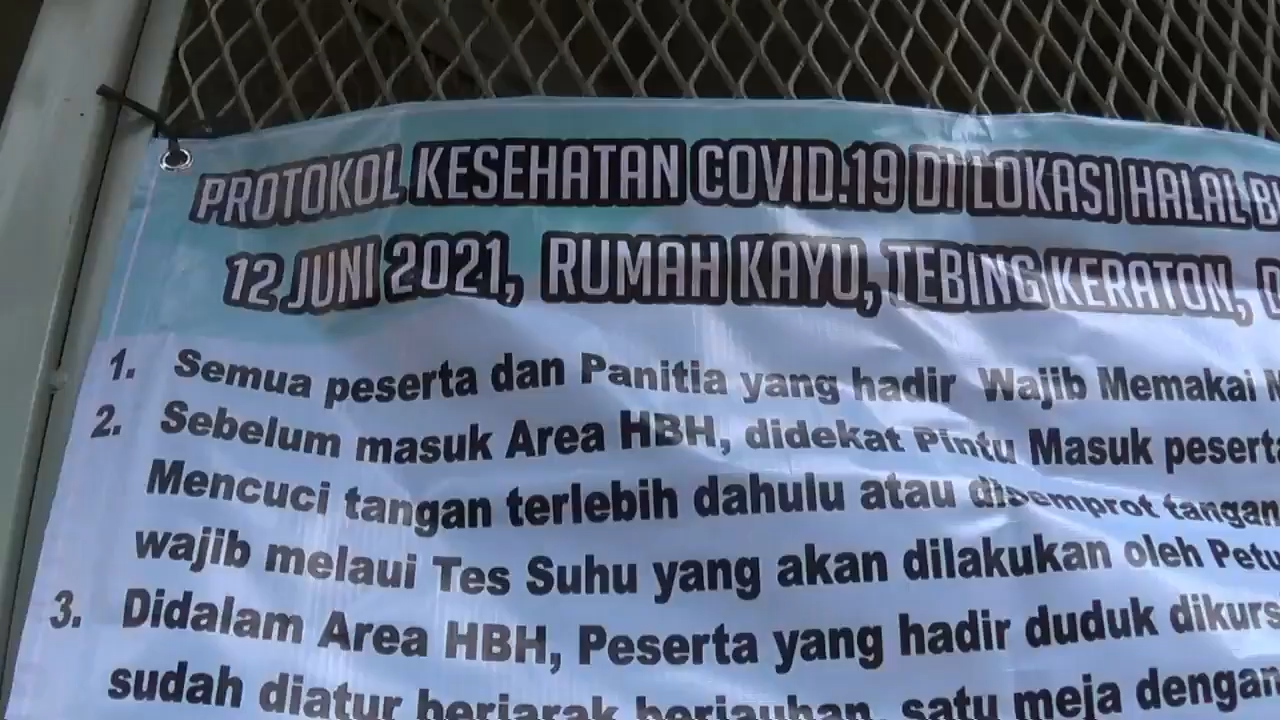 PROTOKOL KESEHATAN COVID.19 DI LOKASI HALAL
12 JUNI 2021, RUMAH KAYU, TEBING KERATON,
1. Semua peserta dan Panitia yang hadir Wajib Memakai
2. Sebelum masuk Area HBH, didekat Pintu Masuk peserta
Mencuci tangan terlebih dahulu atau disemprot tangan
wajib melaui Tes Suhu yang akan dilakukan oleh
3. Didalam Area HBH, Peserta yang hadir duduk
sudah diatur berjarak berjauhan, satu meja dengan